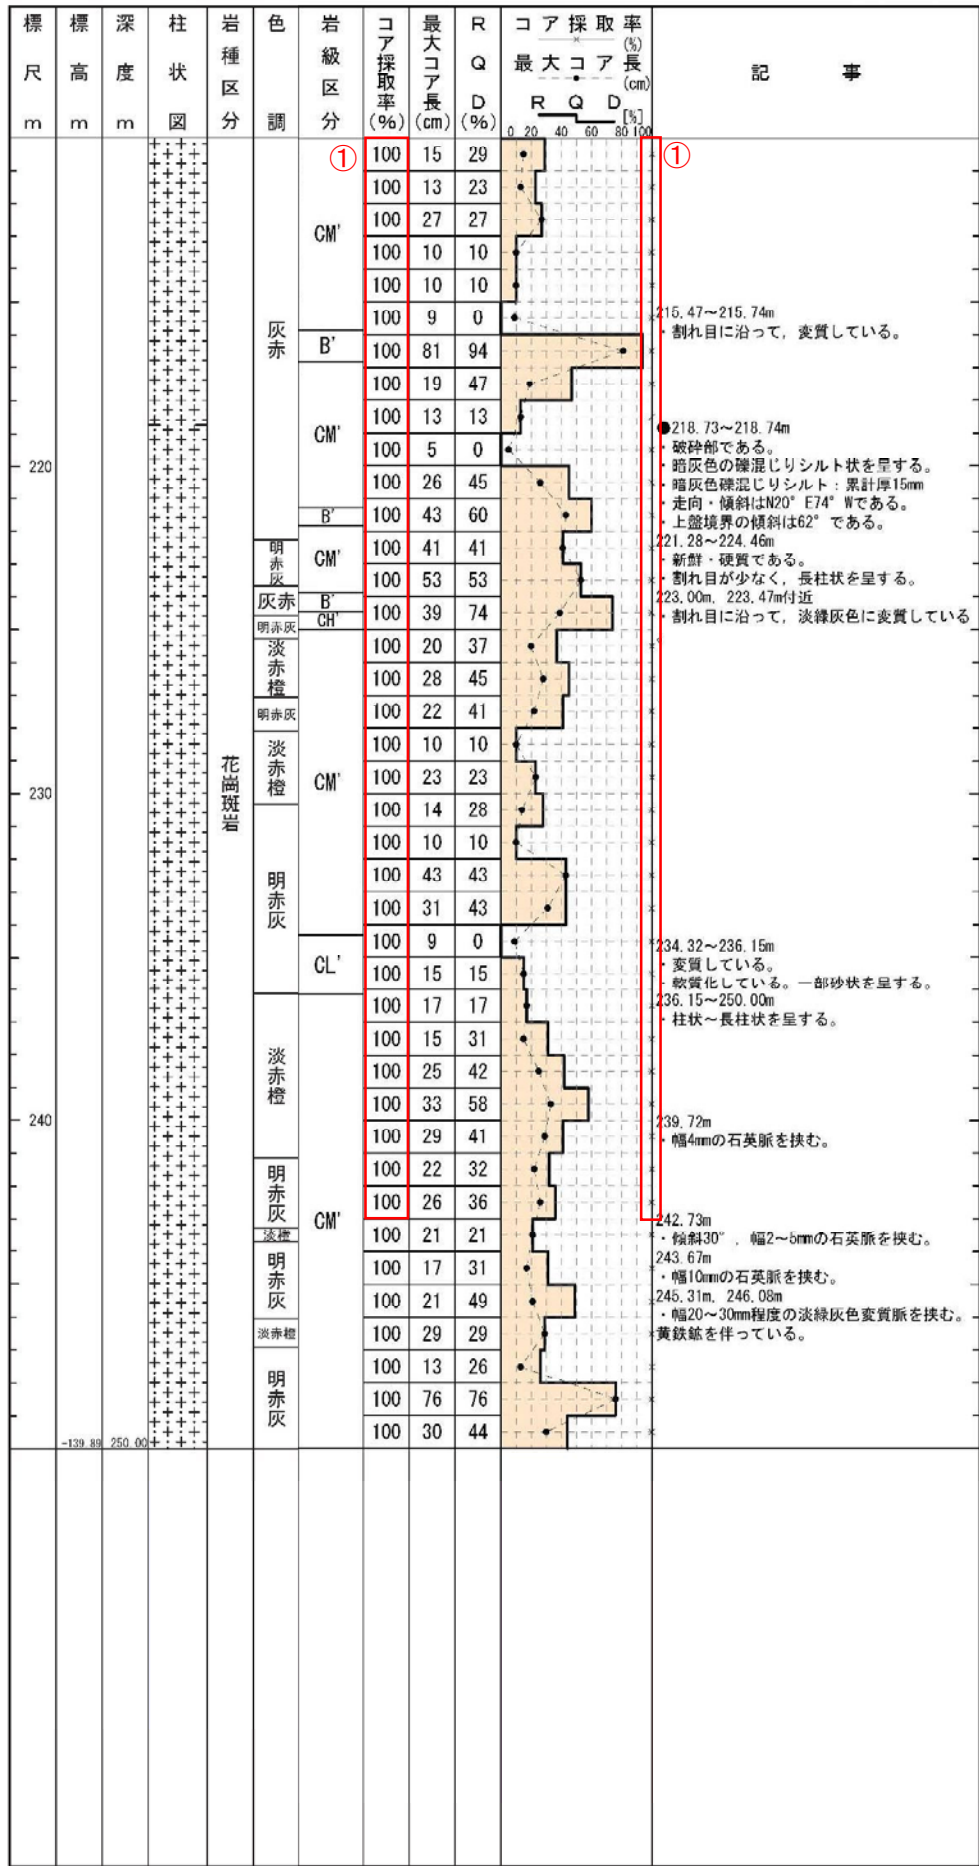 標尺m
標高m
深度m
柱状図
岩種区分
色調
岩級区分
コア採取率(%)
最大コア長(cm)
RQD(%)
コア採取率(%)
最大コア長(cm)
RQD[%]
0 20 40 60 80 100
記事
① ①
100 15 29
100 13 23
CM' 100 27 27
100 10 10
100 10 10
100 9 0
215.47～215.74m
・割れ目に沿って，変質している。
灰赤
B' 100 81 94
100 19 47
100 13 13
CM'
218.73～218.74m
・破砕部である。
・暗灰色の礫混じりシルト状を呈する。
・暗灰色礫混じりシルト：累計厚15mm
・走向・傾斜はN20°E74°Wである。
・上盤境界の傾斜は62°である。
100 5 0
220
100 26 45
B' 100 43 60
221.28～224.46m
・新鮮・硬質である。
・割れ目が少なく，長柱状を呈する。
明赤灰 CM' 100 41 41
100 53 53
223.00m，223.47m付近
・割れ目に沿って，淡緑灰色に変質している
灰赤 B'
CH' 100 39 74
明赤灰
100 20 37
淡赤橙
100 28 45
明赤灰 100 22 41
100 10 10
淡赤橙
花崗斑岩
CM' 100 23 23
230
100 14 28
100 10 10
明赤灰
100 43 43
100 31 43
100 9 0
234.32～236.15m
・変質している。
・軟質化している。一部砂状を呈する。
CL' 100 15 15
236.15～250.00m
・柱状～長柱状を呈する。
100 17 17
100 15 31
淡赤橙
100 25 42
100 33 58
239.72m
・幅4mmの石英脈を挟む。
240
100 29 41
100 22 32
明赤灰
100 26 36
CM'
242.73m
・傾斜30°，幅2～5mmの石英脈を挟む。
淡橙 100 21 21
243.67m
・幅10mmの石英脈を挟む。
明赤灰
100 17 31
245.31m，246.08m
・幅20～30mm程度の淡緑灰色変質脈を挟む。
黄鉄鉱を伴っている。
100 21 49
淡赤橙 100 29 29
100 13 26
明赤灰
100 76 76
100 30 44
-139.89 250.00